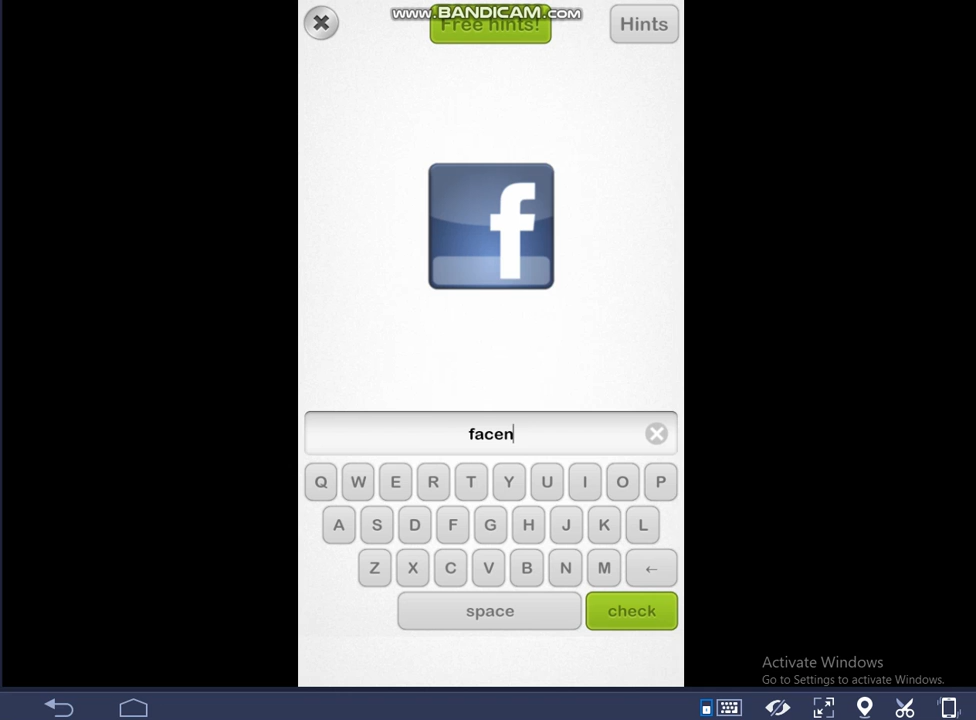 www.BANDICAM.com
Free hints!
Hints
f
facen
Q W E R T Y U I O P
A S D F G H J K L
Z X C V B N M ←
space check
Activate Windows
Go to Settings to activate Windows.